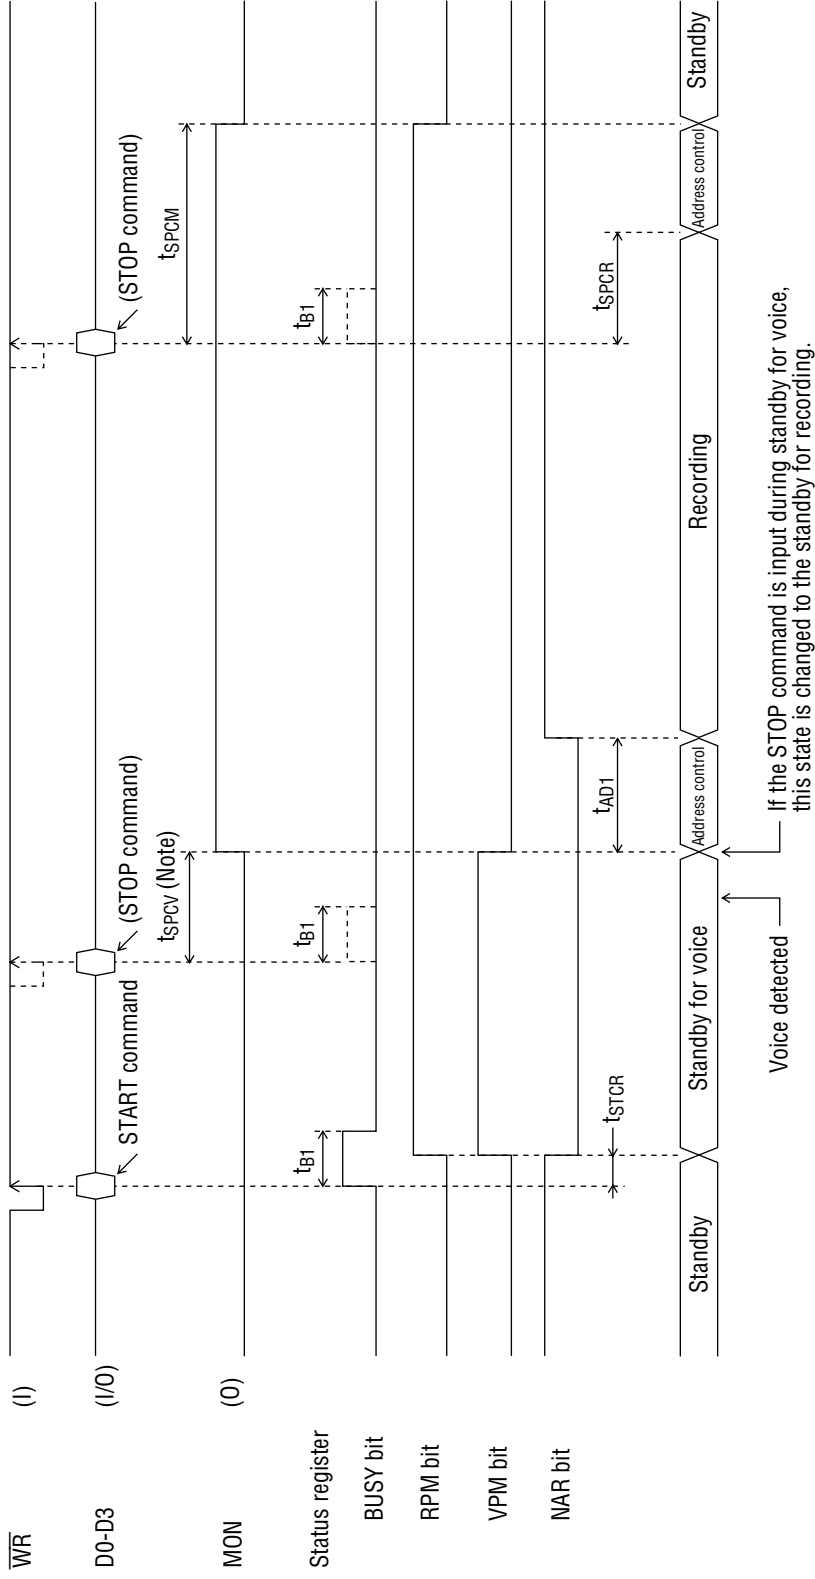 WR (I)
D0-D3 (I/O)
START command
(STOP command)
(STOP command)
MON (O)
tSPCV (Note)
tSPCM
Status register
tB1
tB1
tB1
BUSY bit
RPM bit
VPM bit
NAR bit
tSTCR
tAD1
tSPCR
Standby
Standby for voice
Address control
Recording
Address control
Standby
Voice detected
If the STOP command is input during standby for voice,
this state is changed to the standby for recording.